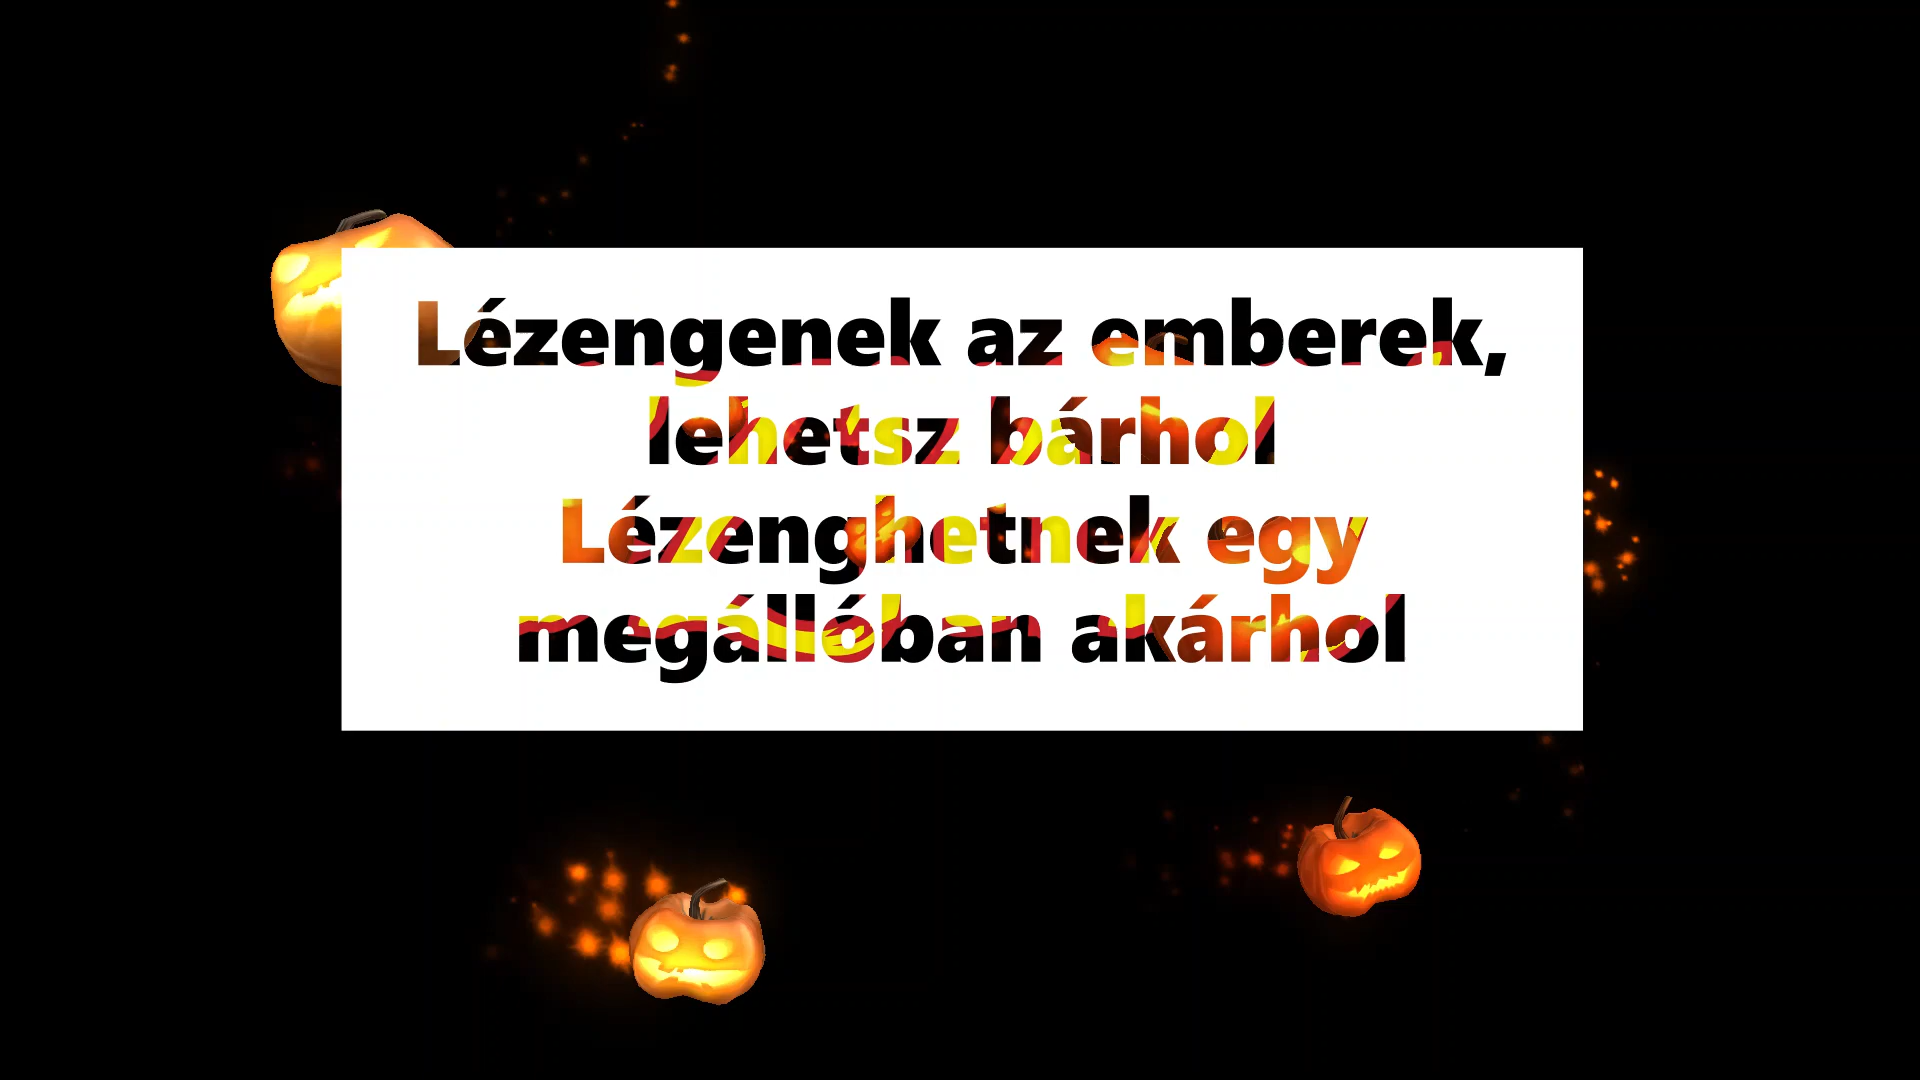 Lézengenek az emberek,
lehetsz bárhol
Lézenghetnek egy
megállóban akárhol